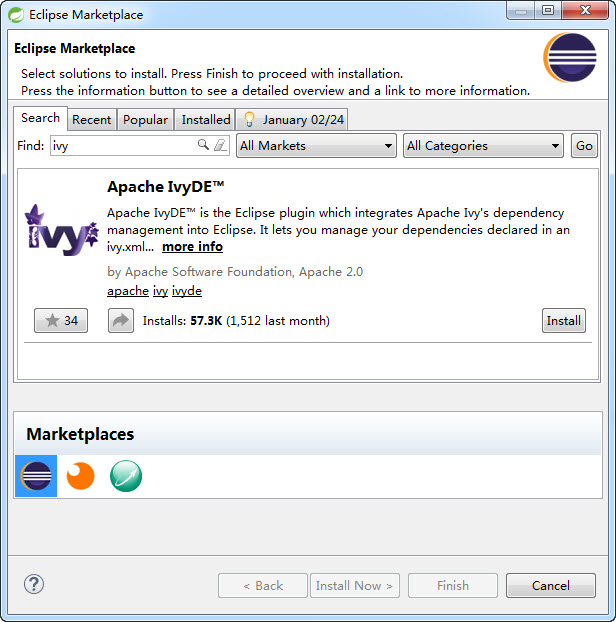 Eclipse Marketplace
Eclipse Marketplace
Select solutions to install. Press Finish to proceed with installation.
Press the information button to see a detailed overview and a link to more information.
Search Recent Popular Installed January 02/24
Find: ivy All Markets All Categories Go
Apache IvyDE™
ivy
Apache IvyDE™ is the Eclipse plugin which integrates Apache Ivy's dependency
management into Eclipse. It lets you manage your dependencies declared in an
ivy.xml... more info
by Apache Software Foundation, Apache 2.0
apache ivy ivyde
34 Installs: 57.3K (1,512 last month) Install
Marketplaces
? < Back Install Now > Finish Cancel